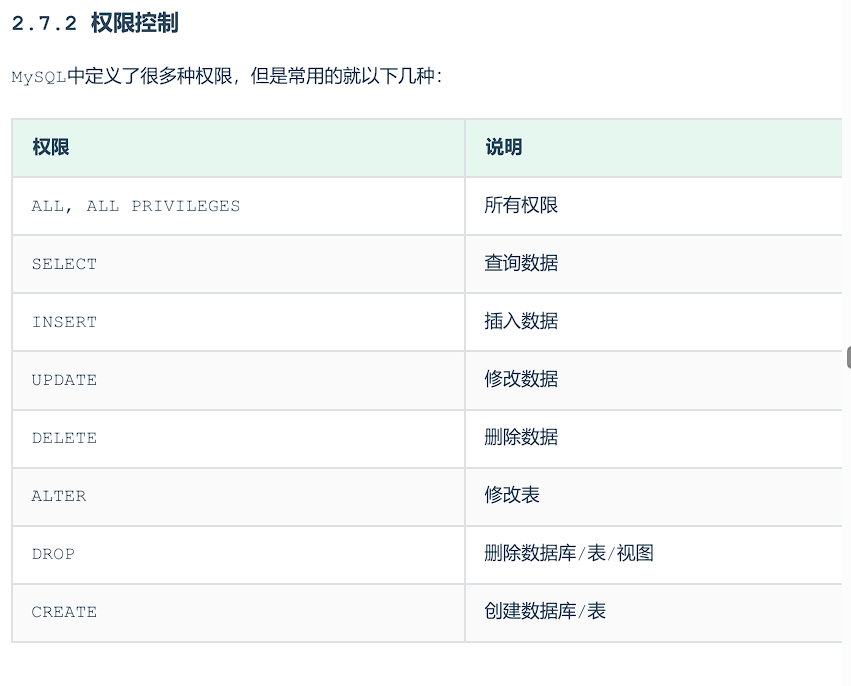 2.7.2 权限控制
MySQL中定义了很多种权限，但是常用的就以下几种：
权限 说明
ALL, ALL PRIVILEGES 所有权限
SELECT 查询数据
INSERT 插入数据
UPDATE 修改数据
DELETE 删除数据
ALTER 修改表
DROP 删除数据库/表/视图
CREATE 创建数据库/表